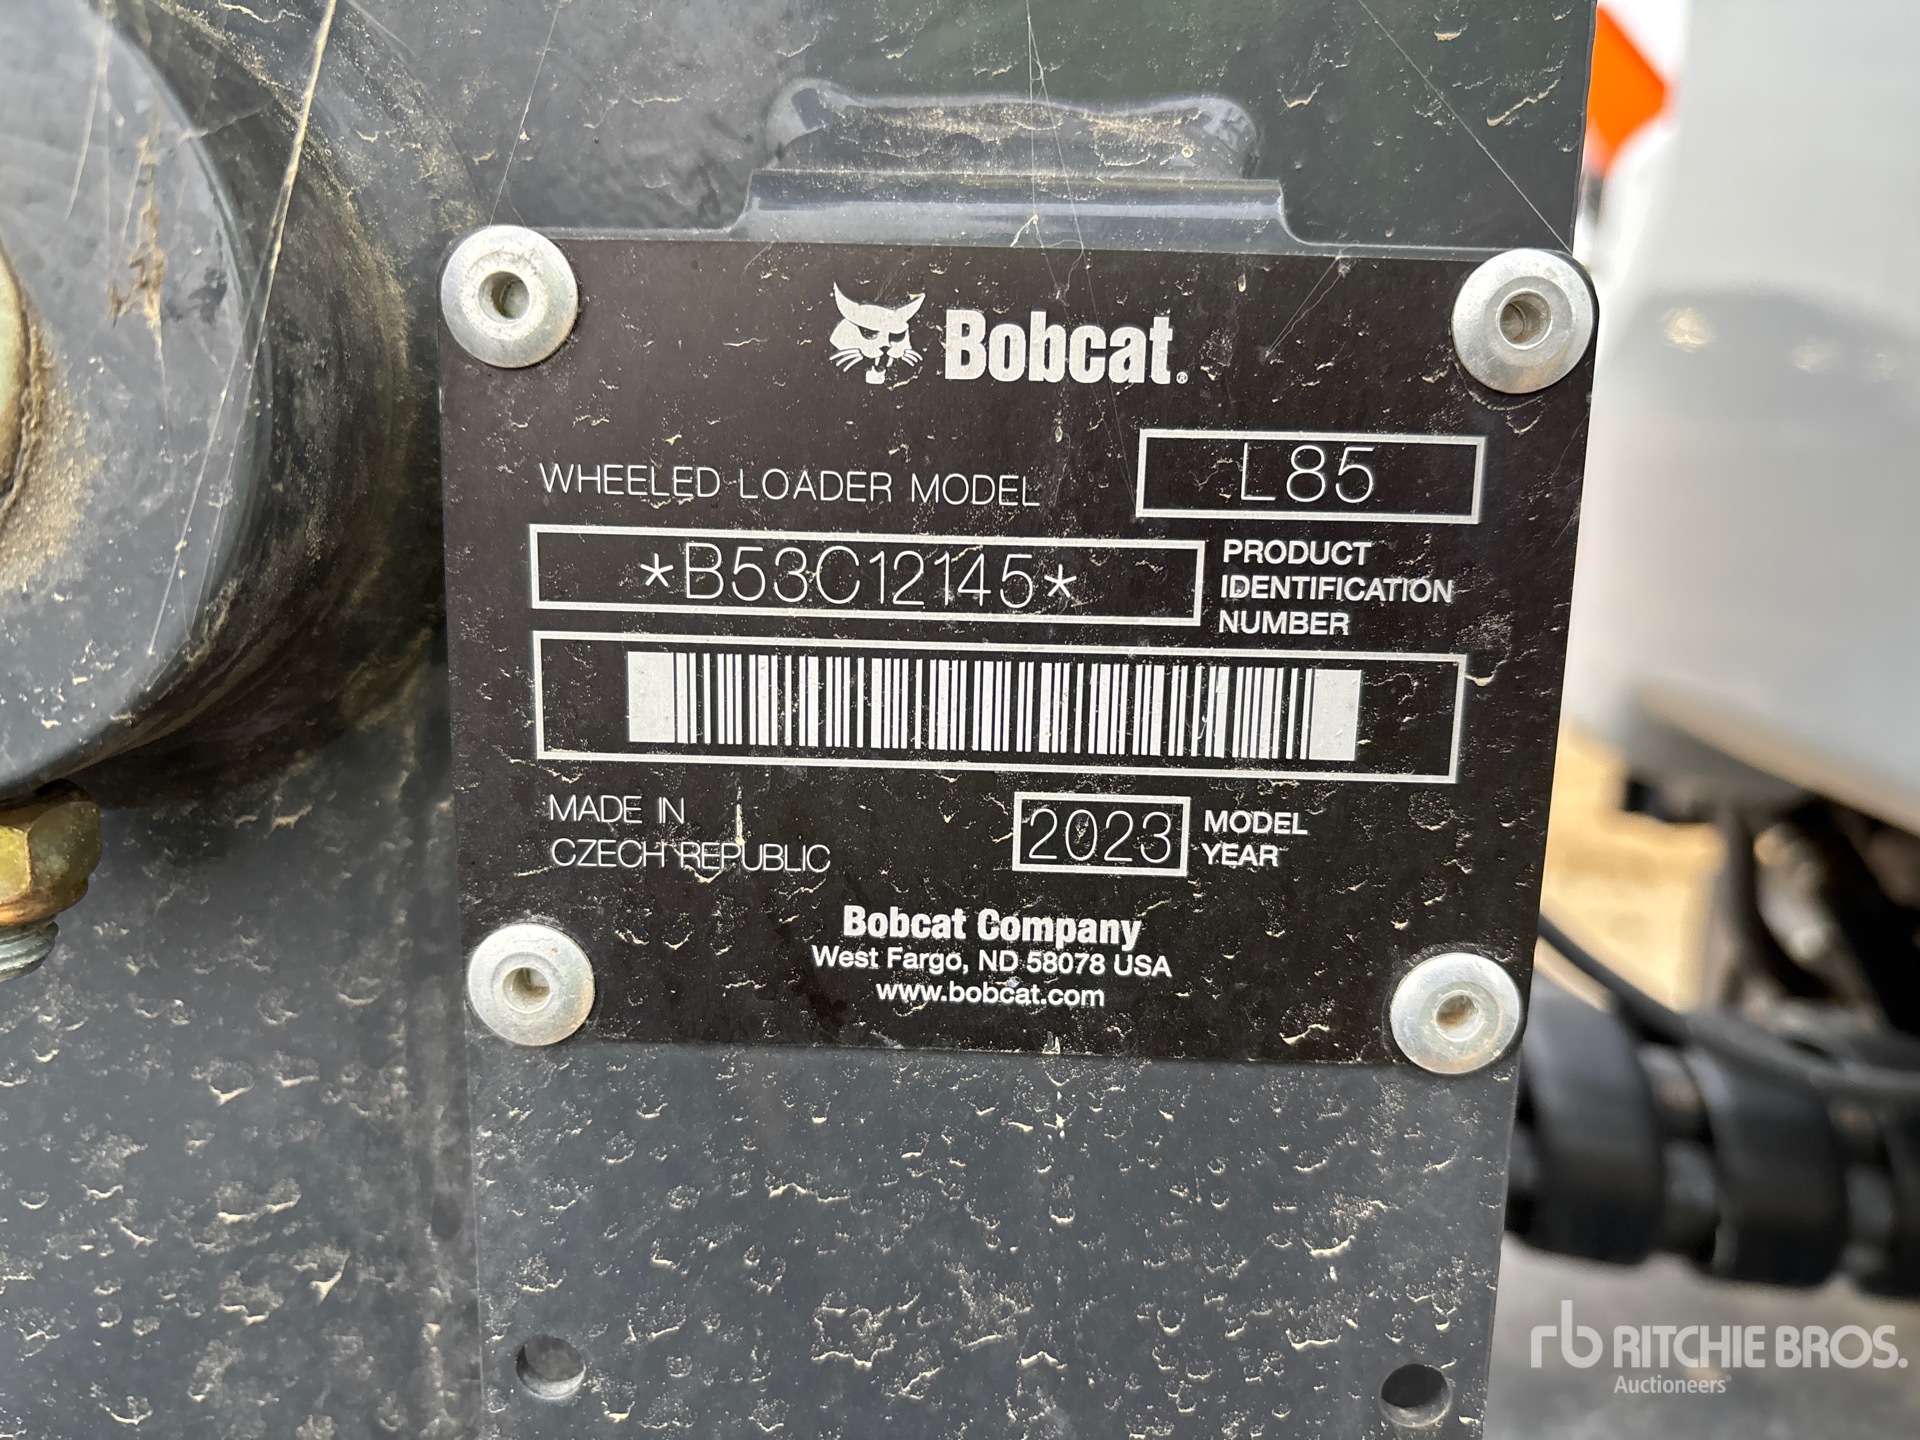 Bobcat®
WHEELED LOADER MODEL L85
*B53C12145* PRODUCT
IDENTIFICATION
NUMBER
MADE IN
CZECH REPUBLIC
2023 MODEL
YEAR
Bobcat Company
West Fargo, ND 58078 USA
www.bobcat.com
rb RITCHIE BROS.
Auctioneers